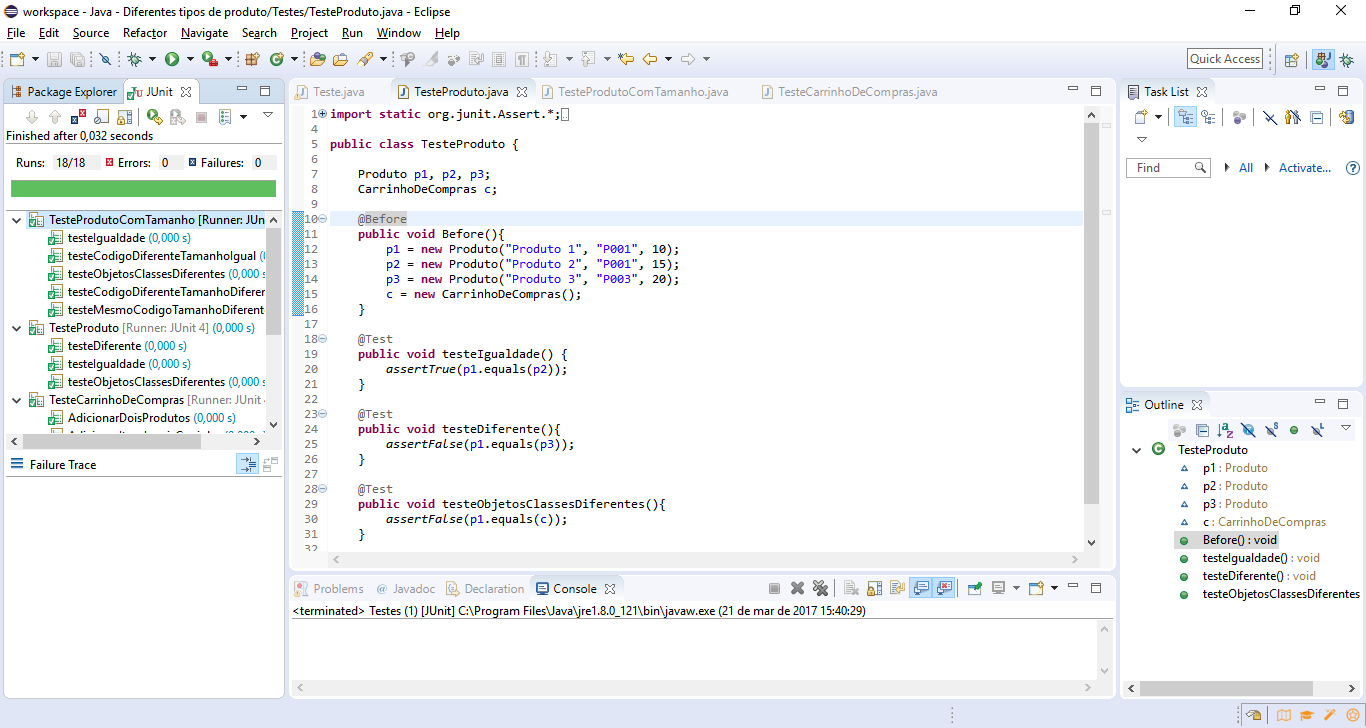 workspace - Java - Diferentes tipos de produto/Testes/TesteProduto.java - Eclipse
File Edit Source Refactor Navigate Search Project Run Window Help
Quick Access
Package Explorer JUnit
Finished after 0,032 seconds
Runs: 18/18 Errors: 0 Failures: 0
TesteProdutoComTamanho [Runner: JUn
testeIgualdade (0,000 s)
testeCodigoDiferenteTamanhoIgual (
testeObjetosClassesDiferentes (0,000 s
testeCodigoDiferenteTamanhoDiferer
testeMesmoCodigoTamanhoDiferent
TesteProduto [Runner: JUnit 4] (0,000 s)
testeDiferente (0,000 s)
testeIgualdade (0,000 s)
testeObjetosClassesDiferentes (0,000 s
TesteCarrinhoDeCompras [Runner: JUnit
AdicionarDoisProdutos (0,000 s)
Failure Trace
Teste.java TesteProduto.java TesteProdutoComTamanho.java TesteCarrinhoDeCompras.java
1 import static org.junit.Assert.*;
4
5 public class TesteProduto {
6
7 Produto p1, p2, p3;
8 CarrinhoDeCompras c;
9
10 @Before
11 public void Before(){
12 p1 = new Produto("Produto 1", "P001", 10);
13 p2 = new Produto("Produto 2", "P001", 15);
14 p3 = new Produto("Produto 3", "P003", 20);
15 c = new CarrinhoDeCompras();
16 }
17
18 @Test
19 public void testeIgualdade() {
20 assertTrue(p1.equals(p2));
21 }
22
23 @Test
24 public void testeDiferente(){
25 assertFalse(p1.equals(p3));
26 }
27
28 @Test
29 public void testeObjetosClassesDiferentes(){
30 assertFalse(p1.equals(c));
31 }
32
Problems Javadoc Declaration Console
<terminated> Testes (1) [JUnit] C:\Program Files\Java\jre1.8.0_121\bin\javaw.exe (21 de mar de 2017 15:40:29)
Task List
Find All Activate...
Outline
TesteProduto
p1 : Produto
p2 : Produto
p3 : Produto
c : CarrinhoDeCompras
Before() : void
testeIgualdade() : void
testeDiferente() : void
testeObjetosClassesDiferentes